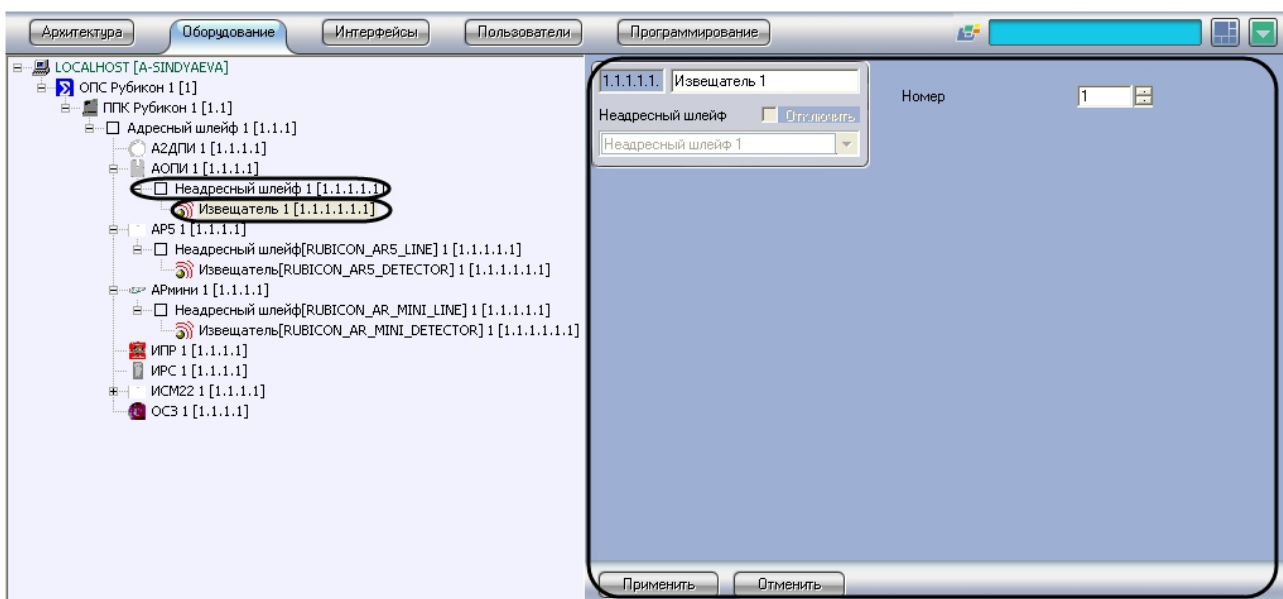 Архитектура Оборудование Интерфейсы Пользователи Программирование
LOCALHOST [A-SINDYAEVA]
ОПС Рубикон 1 [1]
ППК Рубикон 1 [1.1]
Адресный шлейф 1 [1.1.1]
А2ДПИ 1 [1.1.1.1]
АОПИ 1 [1.1.1.1]
Неадресный шлейф 1 [1.1.1.1.1]
Извещатель 1 [1.1.1.1.1.1]
АР5 1 [1.1.1.1]
Неадресный шлейф[RUBICON_AR5_LINE] 1 [1.1.1.1.1]
Извещатель[RUBICON_AR5_DETECTOR] 1 [1.1.1.1.1.1]
АРмини 1 [1.1.1.1]
Неадресный шлейф[RUBICON_AR_MINI_LINE] 1 [1.1.1.1.1]
Извещатель[RUBICON_AR_MINI_DETECTOR] 1 [1.1.1.1.1.1]
ИПР 1 [1.1.1.1]
ИРС 1 [1.1.1.1]
ИСМ22 1 [1.1.1.1]
ОСЗ 1 [1.1.1.1]
1.1.1.1.1. Извещатель 1
Неадресный шлейф Отключить
Неадресный шлейф 1
Номер 1
Применить Отменить